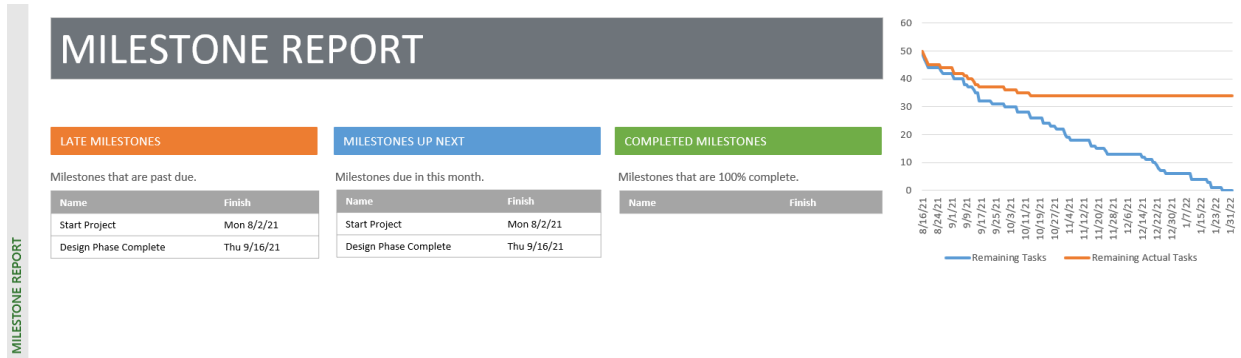 MILESTONE REPORT
LATE MILESTONES
Milestones that are past due.
Name Finish
Start Project Mon 8/2/21
Design Phase Complete Thu 9/16/21
MILESTONES UP NEXT
Milestones due in this month.
Name Finish
Start Project Mon 8/2/21
Design Phase Complete Thu 9/16/21
COMPLETED MILESTONES
Milestones that are 100% complete.
Name Finish
60
50
40
30
20
10
0
8/16/21
8/24/21
9/1/21
9/9/21
9/17/21
9/25/21
10/3/21
10/11/21
10/19/21
10/27/21
11/4/21
11/12/21
11/20/21
11/28/21
12/6/21
12/14/21
12/22/21
12/30/21
1/7/22
1/15/22
1/23/22
1/31/22
Remaining Tasks
Remaining Actual Tasks
MILESTONE REPORT